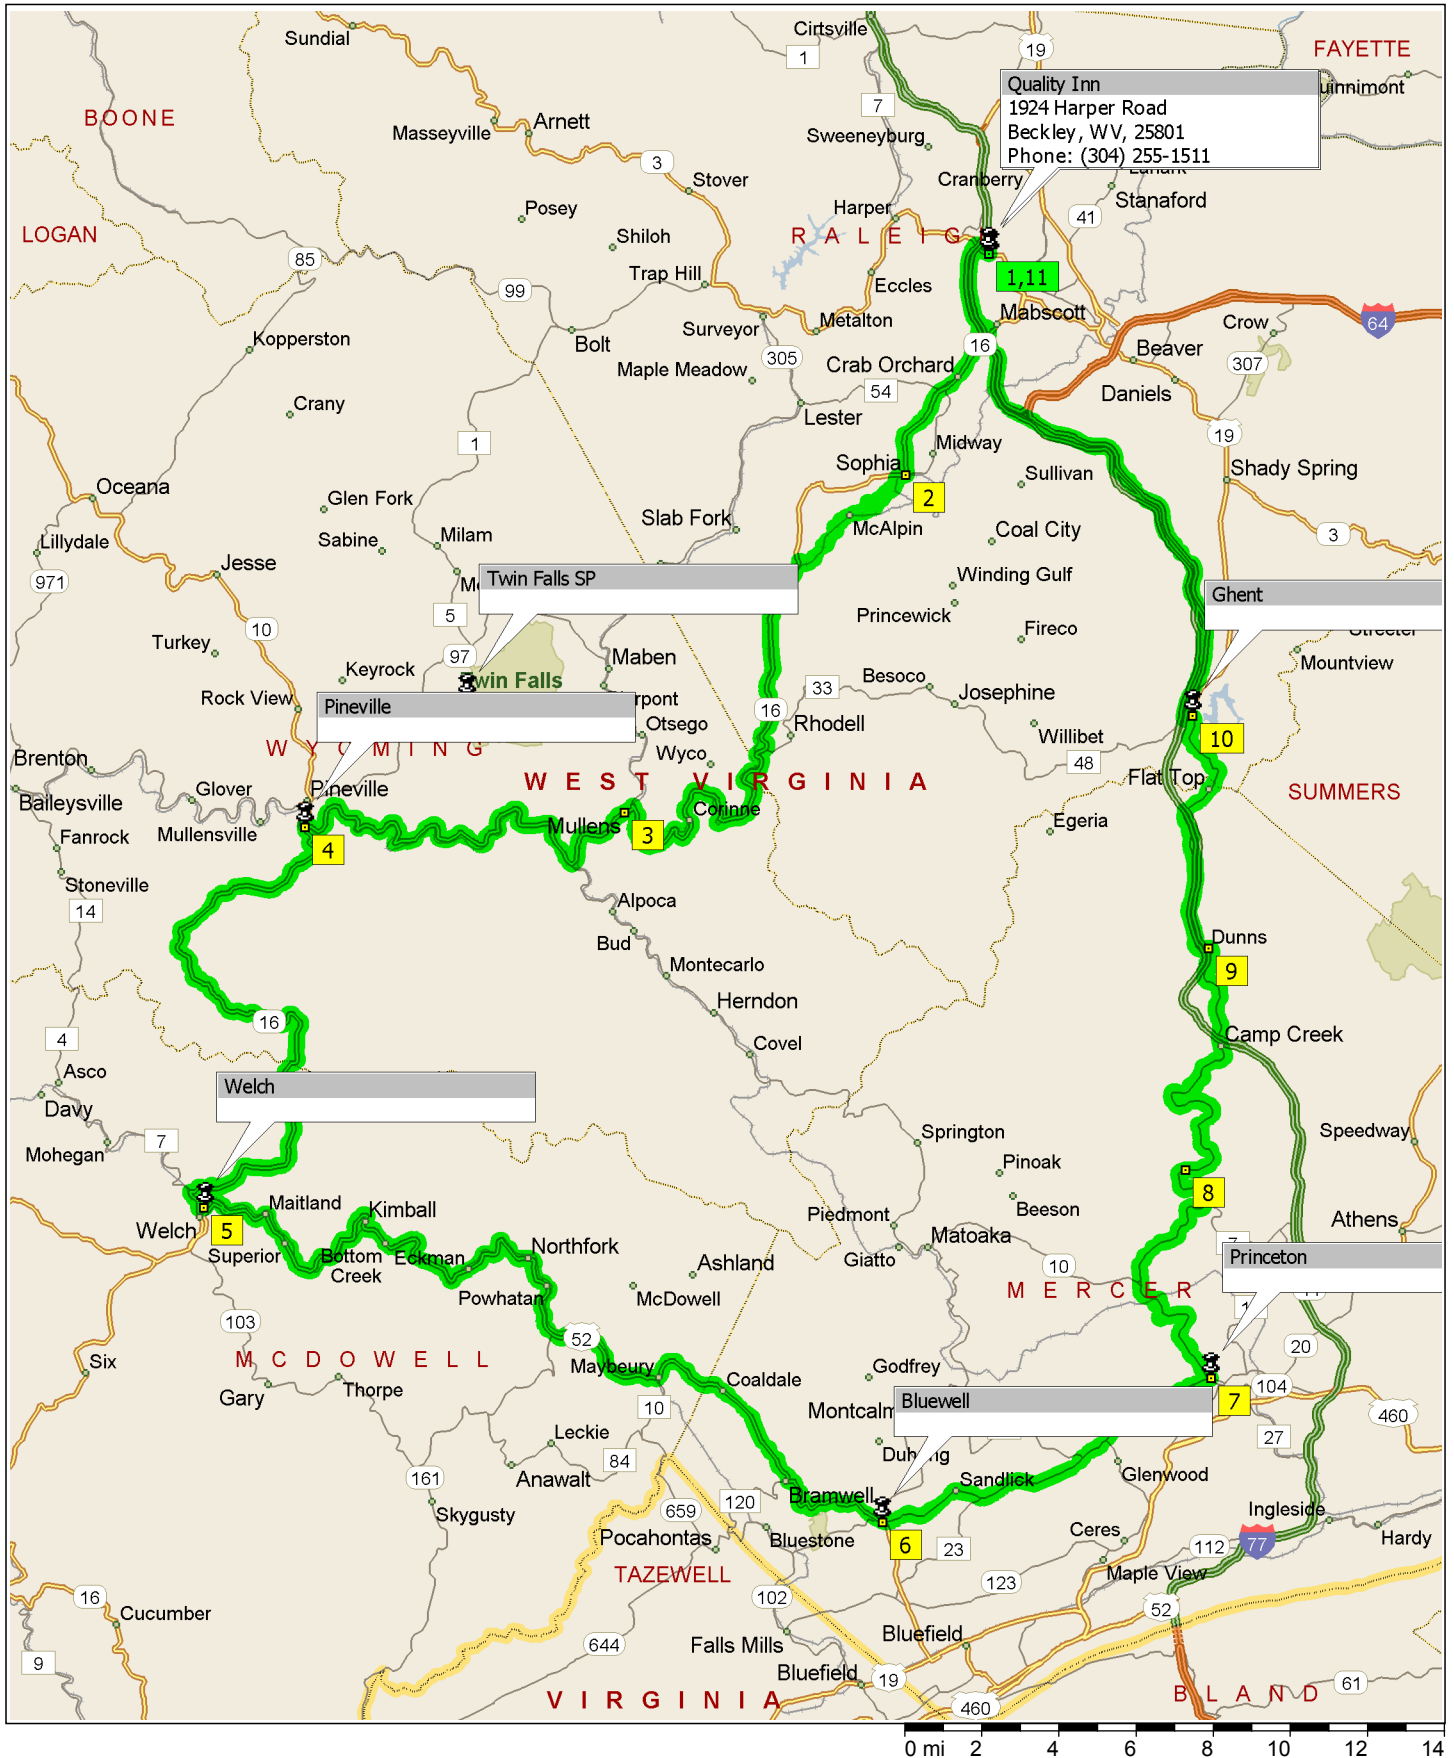 Sundial
Cirtsville
1
19
FAYETTE
Quality Inn
1924 Harper Road
Beckley, WV, 25801
Phone: (304) 255-1511
BOONE
Masseyville
Arnett
7
Sweeneyburg
3
Stover
Cranberry
Stanaford
41
LOGAN
Posey
Harper
Shiloh
RALEIG
85
Trap Hill
Eccles
1,11
99
Surveyor
Metalton
Mabscott
Crow
64
Kopperston
Bolt
305
16
Beaver
Maple Meadow
Crab Orchard
307
54
Daniels
Crany
Lester
19
1
Midway
Sophia
Sullivan
Shady Spring
Oceana
Glen Fork
2
Slab Fork
McAlpin
Coal City
3
Lillydale
Sabine
Milam
Jesse
971
Twin Falls SP
Winding Gulf
Ghent
5
Princewick
10
Turkey
Fireco
97
Maben
Mountview
Keyrock
win Falls
Besoco
Rock View
33
Josephine
Pineville
rpont
Otsego
16
Rhodell
Willibet
10
WYOMING
Wyco
48
Brenton
WEST VIRGINIA
Flat Top
SUMMERS
Baileysville
Glover
Pineville
Corinne
Mullensville
Mullens
3
Egeria
Fanrock
4
Stoneville
14
Alpoca
Bud
Dunns
Montecarlo
9
Herndon
16
4
Covel
Camp Creek
Asco
Welch
Davy
7
Springton
Speedway
Mohegan
Pinoak
8
Maitland
Kimball
Beeson
Welch
5
Piedmont
Athens
Superior
Bottom
Creek
Eckman
Northfork
Matoaka
Giatto
Ashland
10
Princeton
Powhatan
McDowell
MERCER
103
52
20
MCDOWELL
Six
Maybeury
Godfrey
Gary
Thorpe
Coaldale
104
Bluewell
7
10
Montcalm
460
Leckie
27
84
161
Anawalt
Glenwood
Sandlick
Bramwell
120
Skygusty
659
Ingleside
Pocahontas
Bluestone
6
23
Ceres
112
77
Hardy
TAZEWELL
Maple View
123
16
102
52
Cucumber
644
Falls Mills
Bluefield
9
Bluefield
19
61
VIRGINIA
460
BLAND
0 mi 2 4 6 8 10 12 14